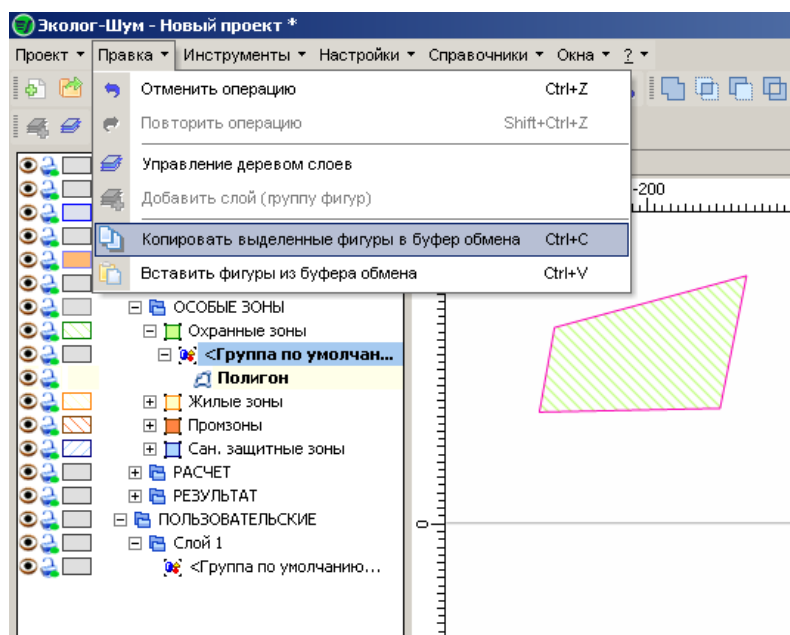 Эколог-Шум - Новый проект *
Проект Правка Инструменты Настройки Справочники Окна ?
Отменить операцию Ctrl+Z
Повторить операцию Shift+Ctrl+Z
Управление деревом слоев
Добавить слой (группу фигур)
-200
Копировать выделенные фигуры в буфер обмена Ctrl+C
Вставить фигуры из буфера обмена Ctrl+V
ОСОБЫЕ ЗОНЫ
Охранные зоны
<Группа по умолчан...
Полигон
Жилые зоны
Промзоны
Сан. защитные зоны
РАСЧЕТ
РЕЗУЛЬТАТ
ПОЛЬЗОВАТЕЛЬСКИЕ
0
Слой 1
<Группа по умолчанию...